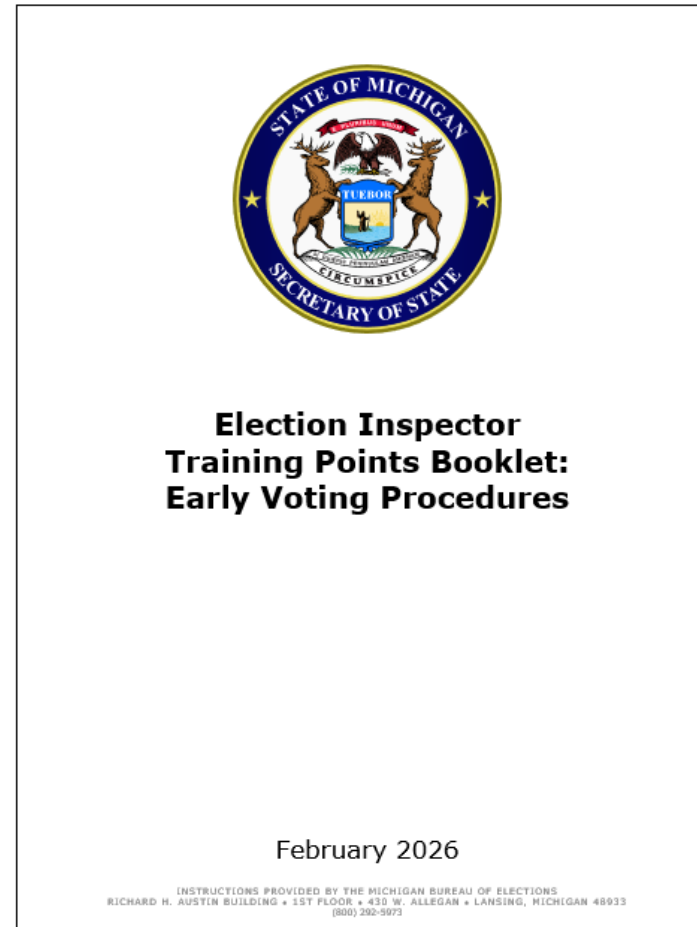 STATE OF MICHIGAN
E PLURIBUS UNUM
TUEBOR
CIRCUMSPICE
SECRETARY OF STATE
Election Inspector
Training Points Booklet:
Early Voting Procedures
February 2026
INSTRUCTIONS PROVIDED BY THE MICHIGAN BUREAU OF ELECTIONS
RICHARD H. AUSTIN BUILDING • 1ST FLOOR • 430 W. ALLEGAN • LANSING, MICHIGAN 48933
(800) 292-5973